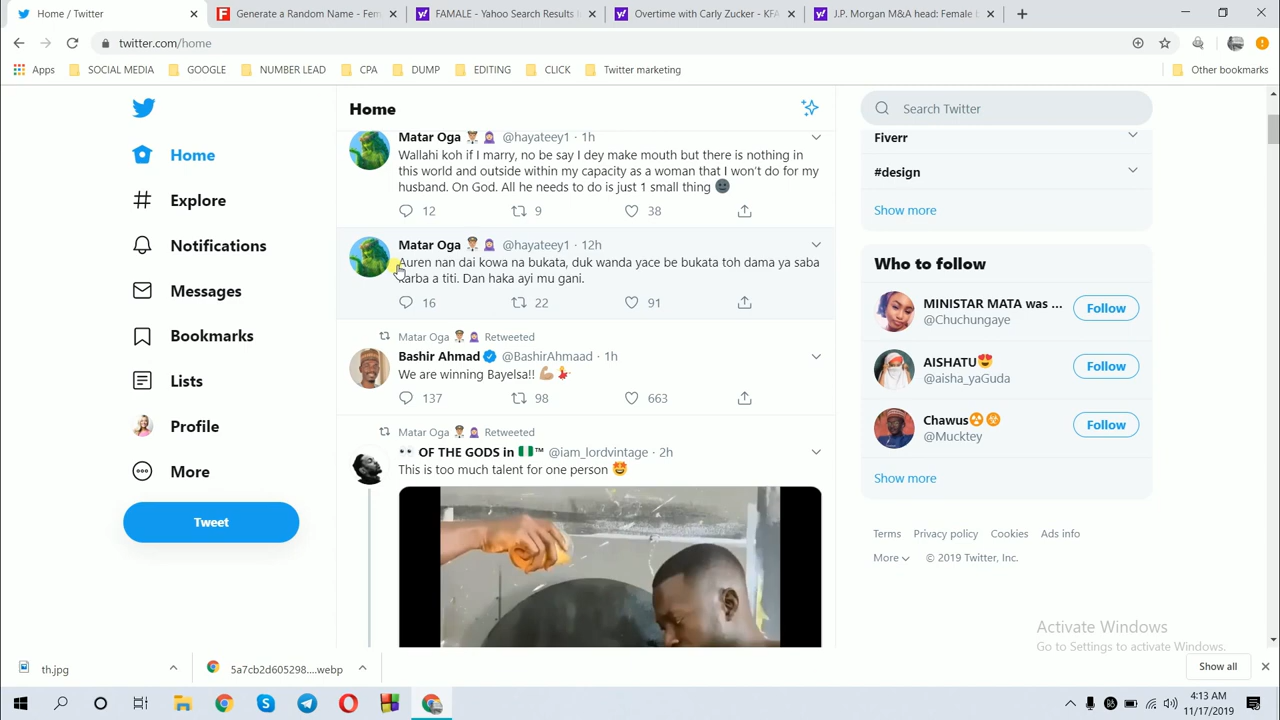 Home / Twitter
Generate a Random Name - Fem
FAMALE - Yahoo Search Results
Overtime with Carly Zucker - KFA
J.P. Morgan M&A head: Female L
twitter.com/home
Apps
SOCIAL MEDIA
GOOGLE
NUMBER LEAD
CPA
DUMP
EDITING
CLICK
Twitter marketing
Other bookmarks
Home
Explore
Notifications
Messages
Bookmarks
Lists
Profile
More
Tweet
Home
Matar Oga @hayateey1 · 1h
Wallahi koh if I marry, no be say I dey make mouth but there is nothing in
this world and outside within my capacity as a woman that I won't do for my
husband. On God. All he needs to do is just 1 small thing
12 9 38
Matar Oga @hayateey1 · 12h
Auren nan dai kowa na bukata, duk wanda yace be bukata toh dama ya saba
karba a titi. Dan haka ayi mu gani.
16 22 91
Matar Oga Retweeted
Bashir Ahmad @BashirAhmaad · 1h
We are winning Bayelsa!!
137 98 663
Matar Oga Retweeted
OF THE GODS in ™ @iam_lordvintage · 2h
This is too much talent for one person
Search Twitter
Fiverr
#design
Show more
Who to follow
MINISTAR MATA was ...
@Chuchungaye
Follow
AISHATU
@aisha_yaGuda
Follow
Chawus
@Mucktey
Follow
Show more
Terms Privacy policy Cookies Ads info
More © 2019 Twitter, Inc.
Activate Windows
Go to Settings to activate Windows.
th.jpg
5a7cb2d605298....webp
Show all
4:13 AM
11/17/2019